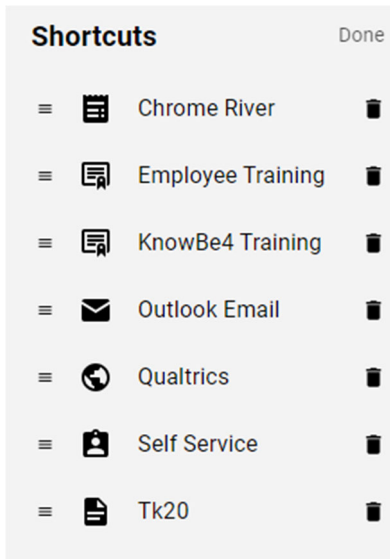 Shortcuts Done
Chrome River
Employee Training
KnowBe4 Training
Outlook Email
Qualtrics
Self Service
Tk20